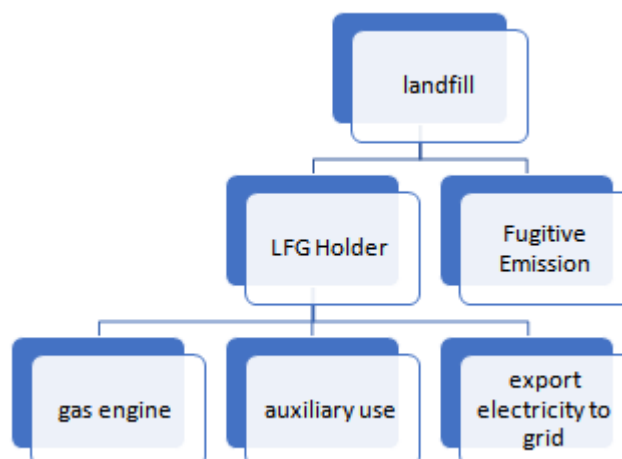 landfill
LFG Holder
Fugitive
Emission
gas engine
auxiliary use
export
electricity to
grid